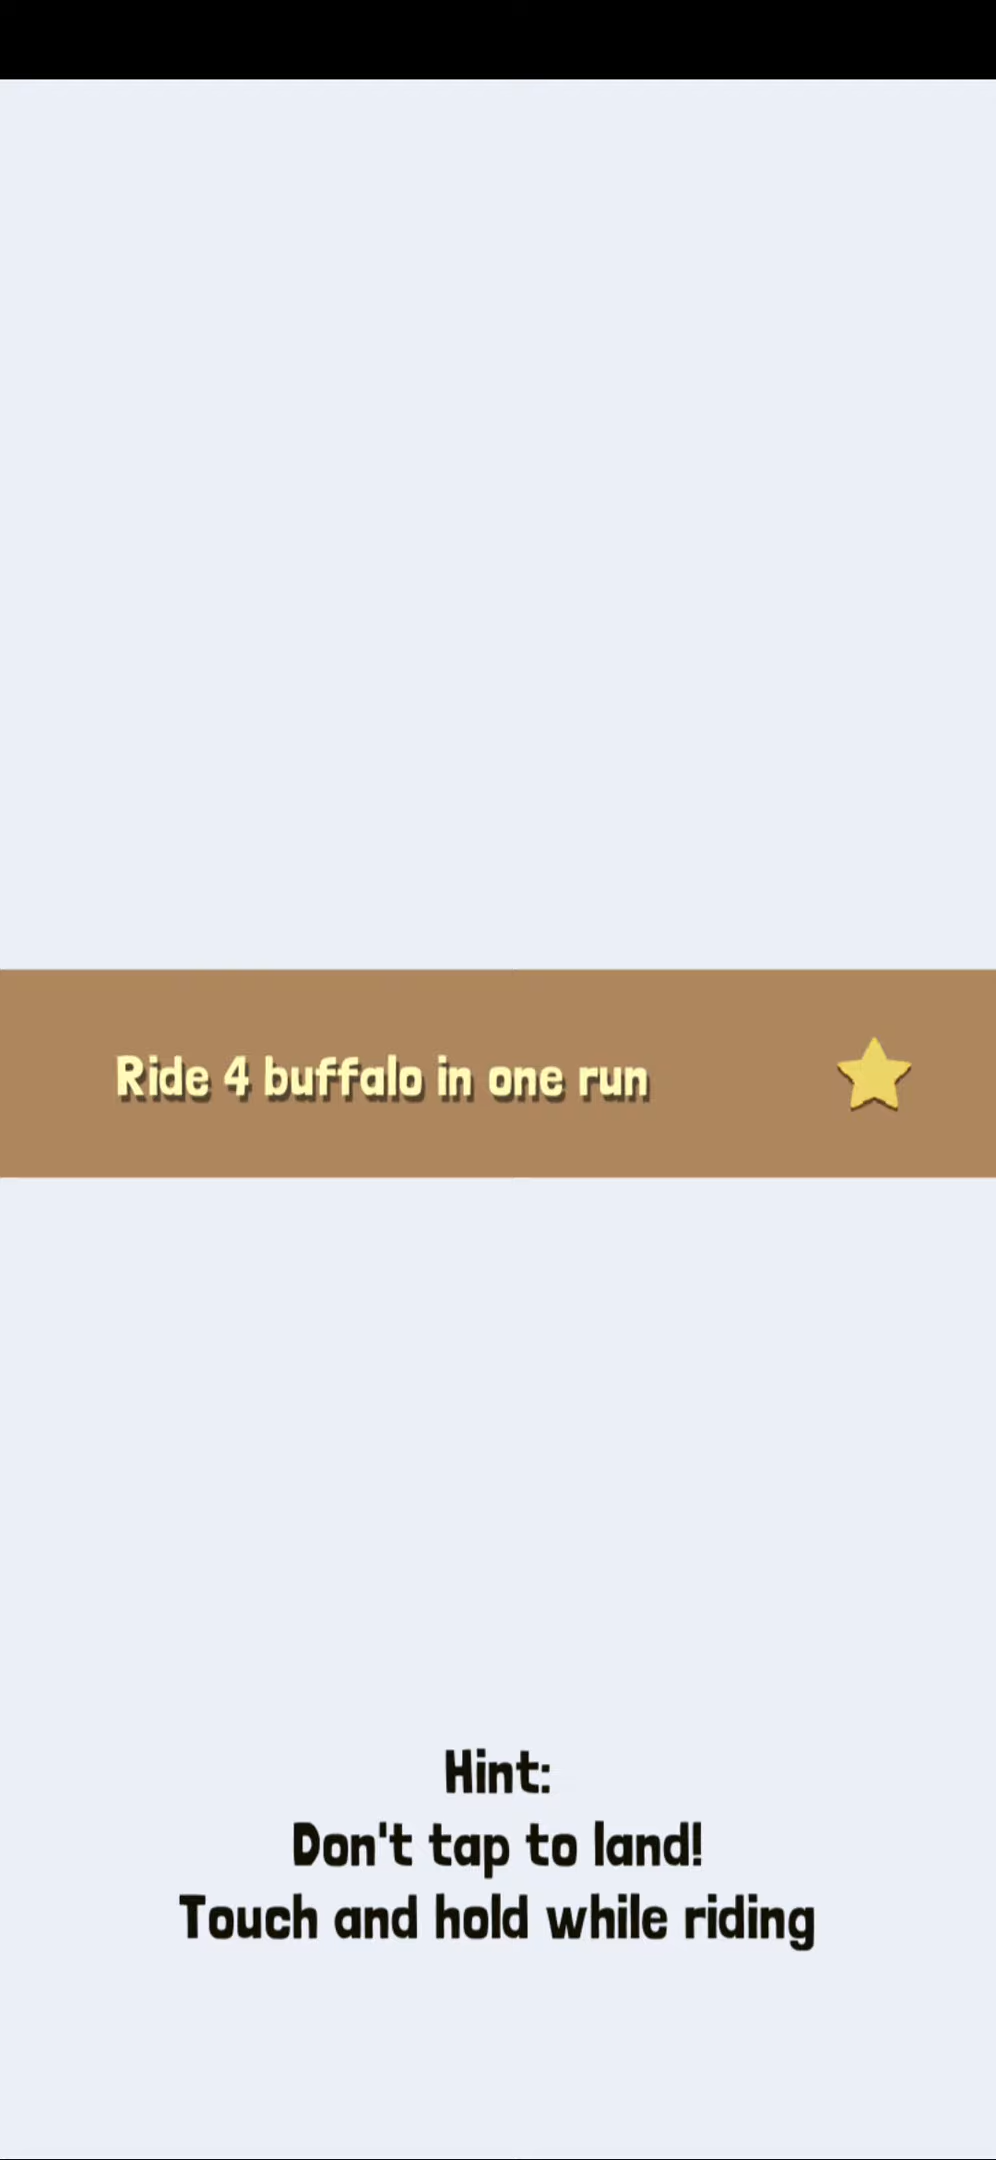 Ride 4 buffalo in one run
Hint:
Don't tap to land!
Touch and hold while riding